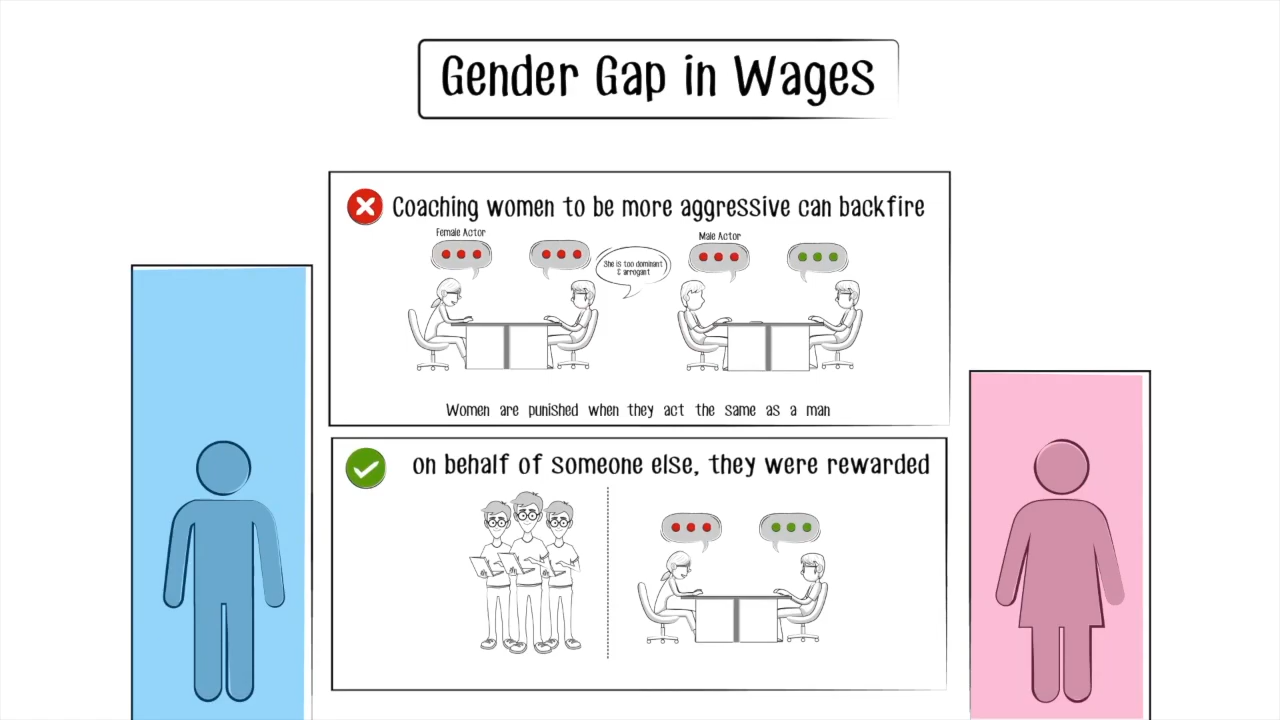 Gender Gap in Wages
Coaching women to be more aggressive can backfire
Female Actor
Male Actor
She is too dominant
& arrogant
Women are punished when they act the same as a man
on behalf of someone else, they were rewarded